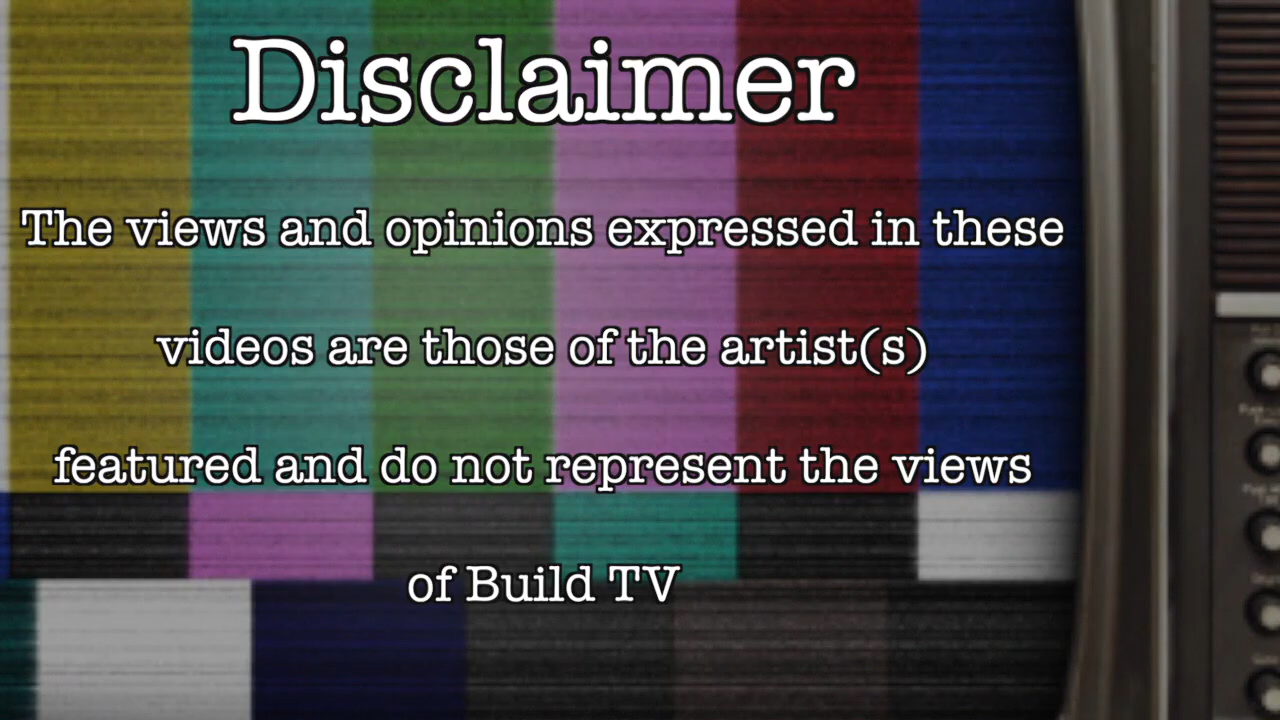 Disclaimer
The views and opinions expressed in these
videos are those of the artist(s)
featured and do not represent the views
of Build TV